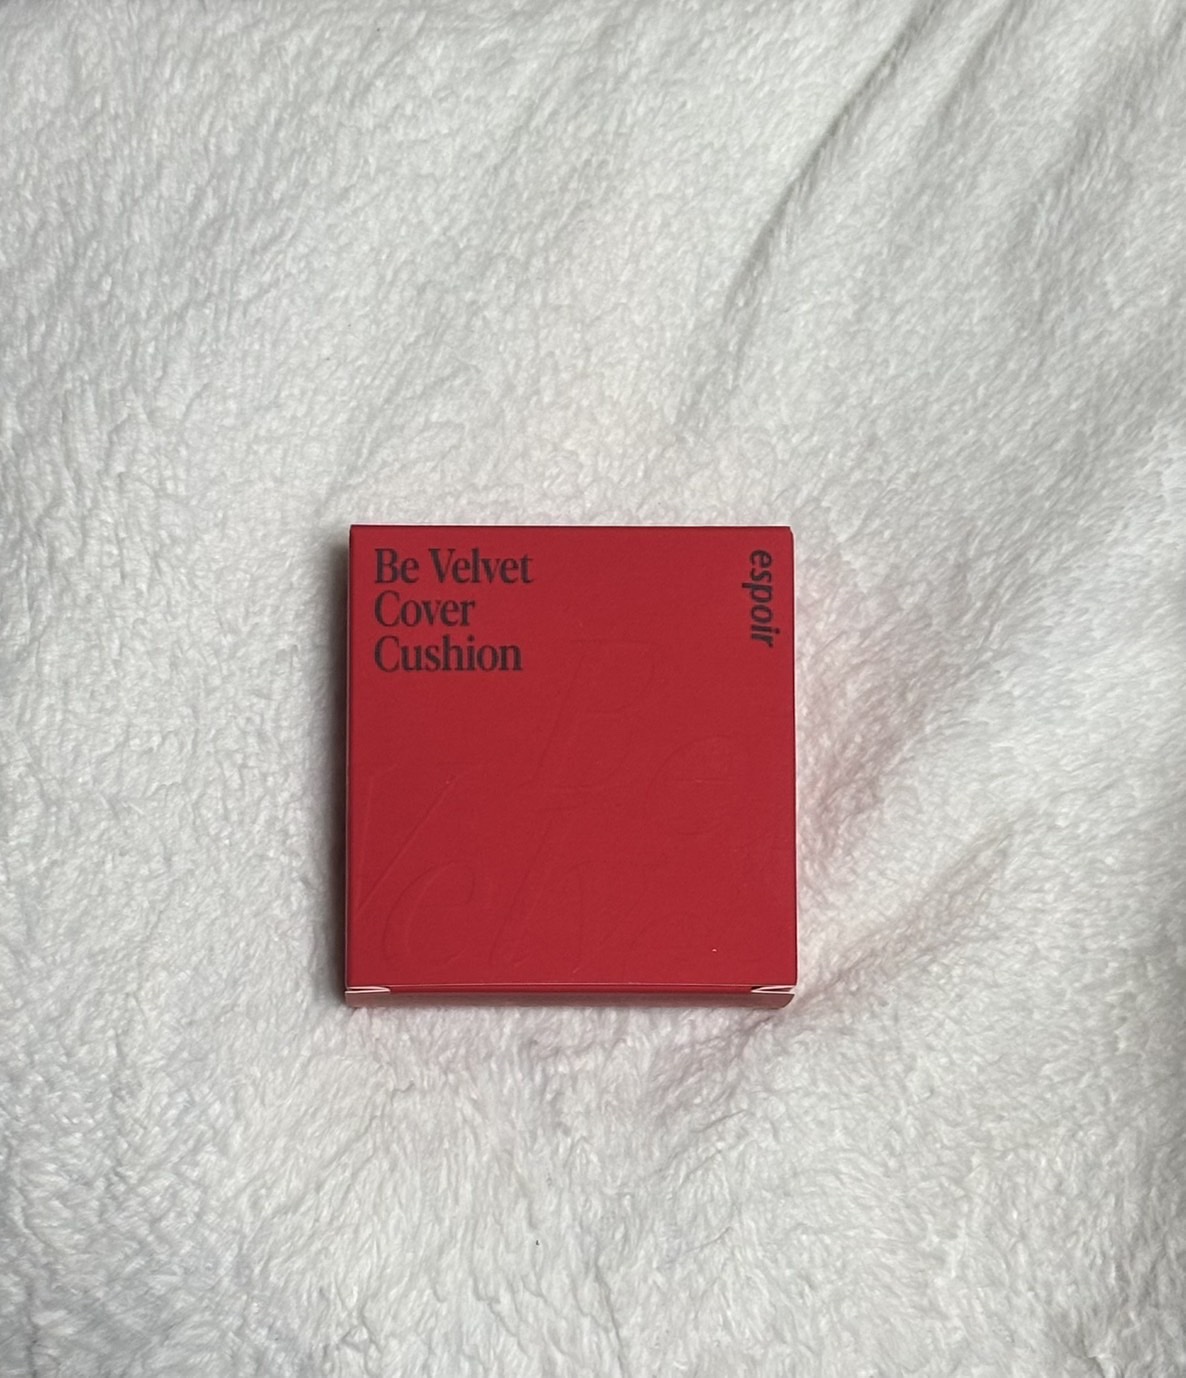 Be Velvet
Cover
Cushion
espoir